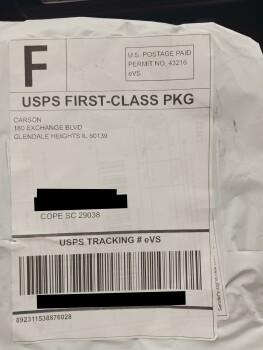 F
U.S. POSTAGE PAID
PERMIT NO. 43216
eVS
USPS FIRST-CLASS PKG
CARSON
180 EXCHANGE BLVD
GLENDALE HEIGHTS IL 60139
COPE SC 29038
USPS TRACKING # eVS
892311538876028